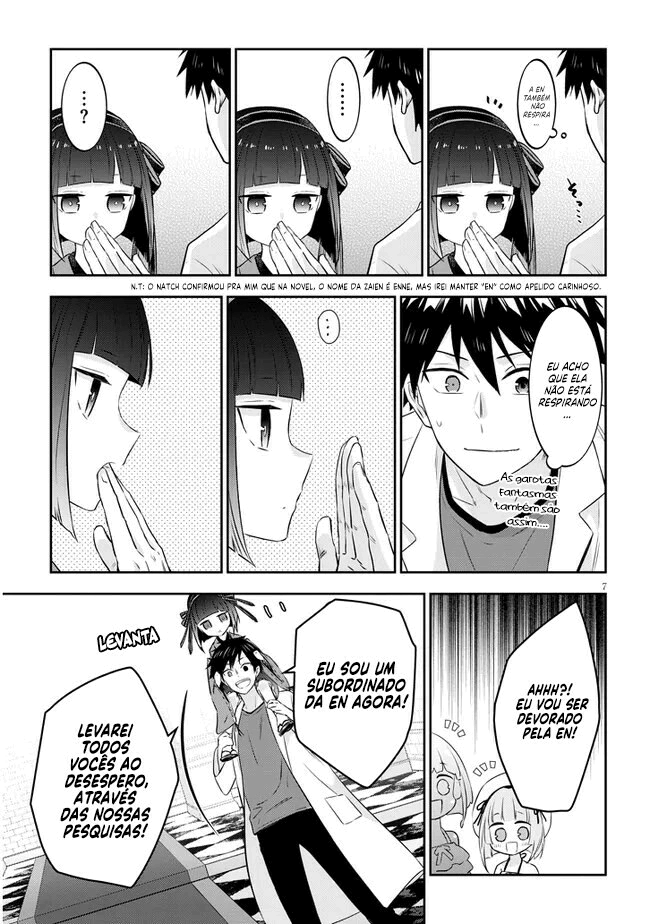 A EN
TAMBÉM
NÃO
RESPIRA
...
......
...?
N.T: O NATCH CONFIRMOU PRA MIM QUE NA NOVEL, O NOME DA ZAIEN É ENNE, MAS IREI MANTER "EN" COMO APELIDO CARINHOSO.
EU ACHO
QUE ELA
NÃO ESTÁ
RESPIRANDO
...
As garotas
Fantasmas
também são
assim....
...
7
AHHH?!
EU VOU SER
DEVORADO
PELA EN!
EU SOU UM
SUBORDINADO
DA EN AGORA!
LEVANTA
LEVAREI
TODOS
VOCÊS AO
DESESPERO,
ATRAVÉS
DAS NOSSAS
PESQUISAS!